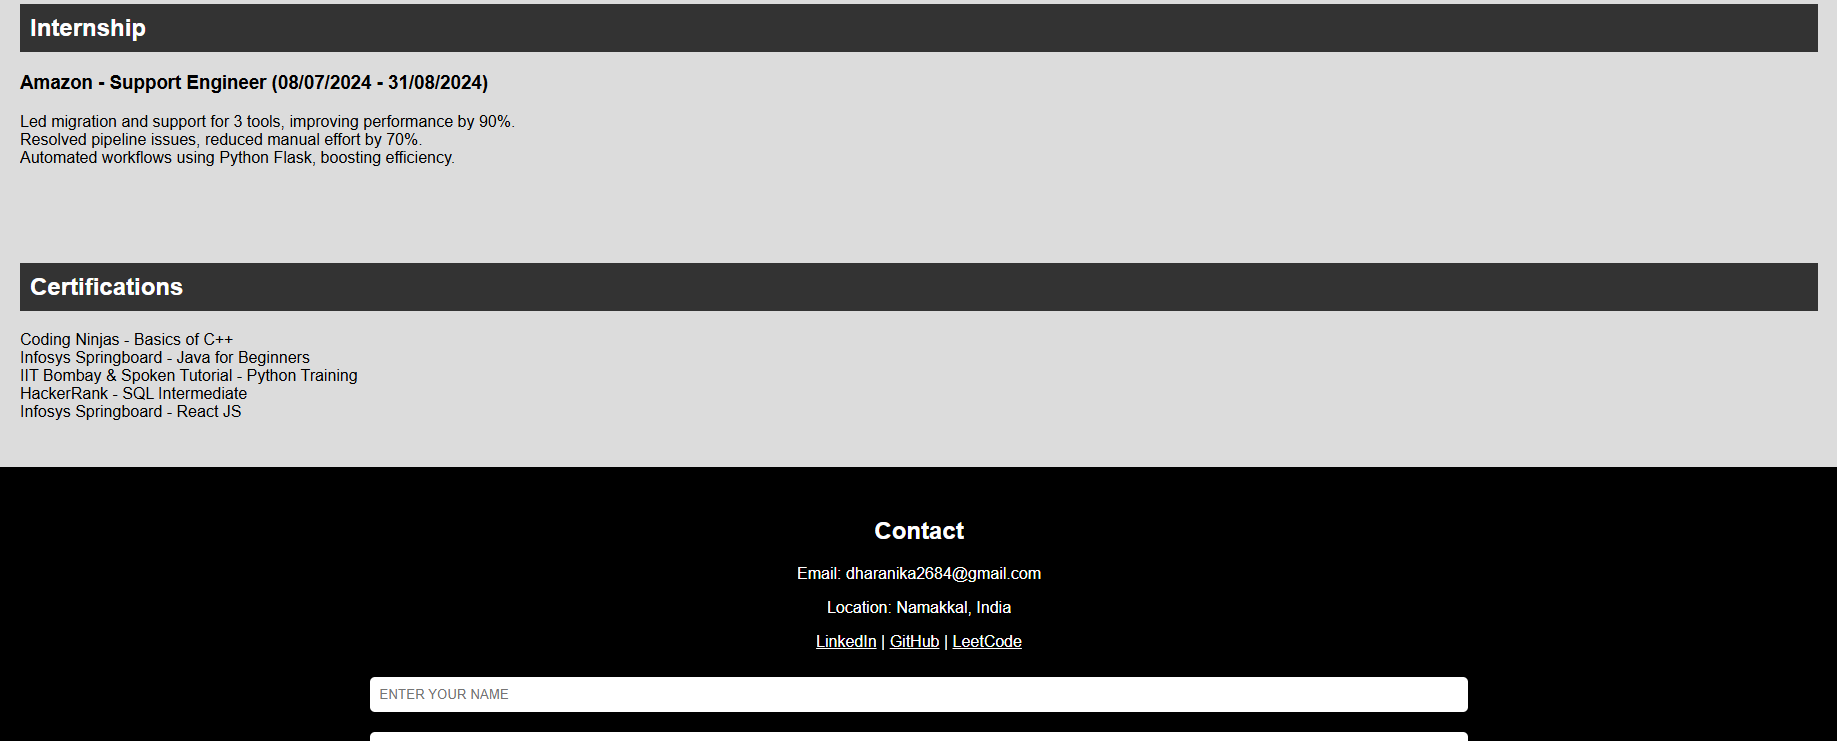 Internship
Amazon - Support Engineer (08/07/2024 - 31/08/2024)
Led migration and support for 3 tools, improving performance by 90%.
Resolved pipeline issues, reduced manual effort by 70%.
Automated workflows using Python Flask, boosting efficiency.
Certifications
Coding Ninjas - Basics of C++
Infosys Springboard - Java for Beginners
IIT Bombay & Spoken Tutorial - Python Training
HackerRank - SQL Intermediate
Infosys Springboard - React JS
Contact
Email: dharanika2684@gmail.com
Location: Namakkal, India
LinkedIn | GitHub | LeetCode
ENTER YOUR NAME